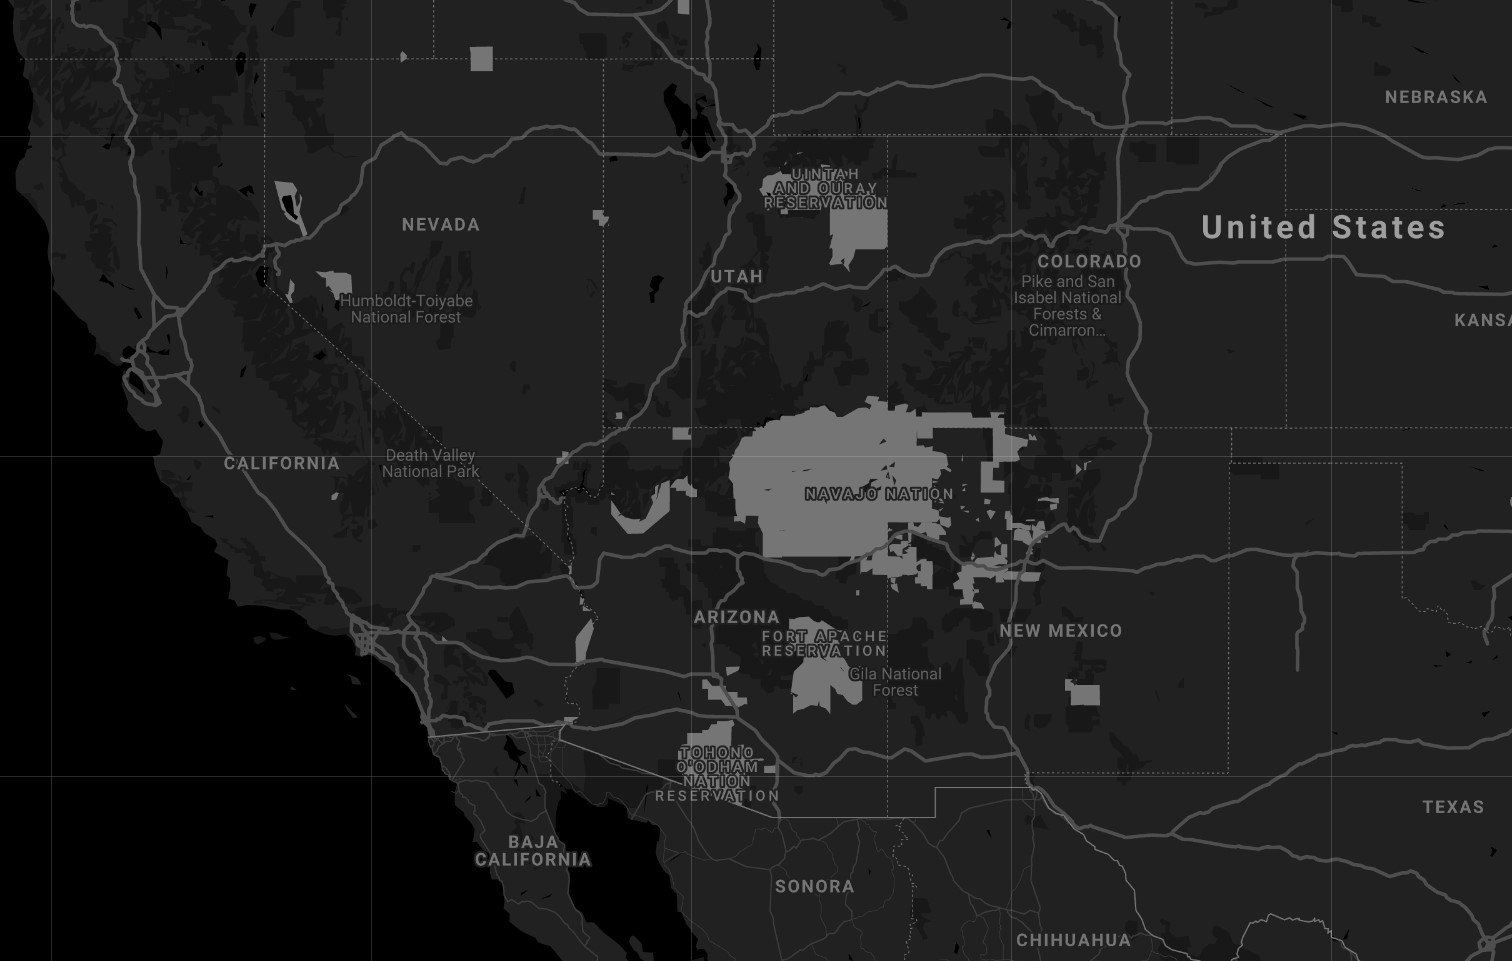 NEBRASKA
UINTAH
AND OURAY
RESERVATION
NEVADA
United States
COLORADO
UTAH
Pike and San
Isabel National
Forests &
Cimarron...
Humboldt-Toiyabe
National Forest
KANSA
CALIFORNIA
Death Valley
National Park
NAVAJO NATION
ARIZONA
NEW MEXICO
FORT APACHE
RESERVATION
Gila National
Forest
TOHONO
O'ODHAM
NATION
RESERVATION
TEXAS
BAJA
CALIFORNIA
SONORA
CHIHUAHUA